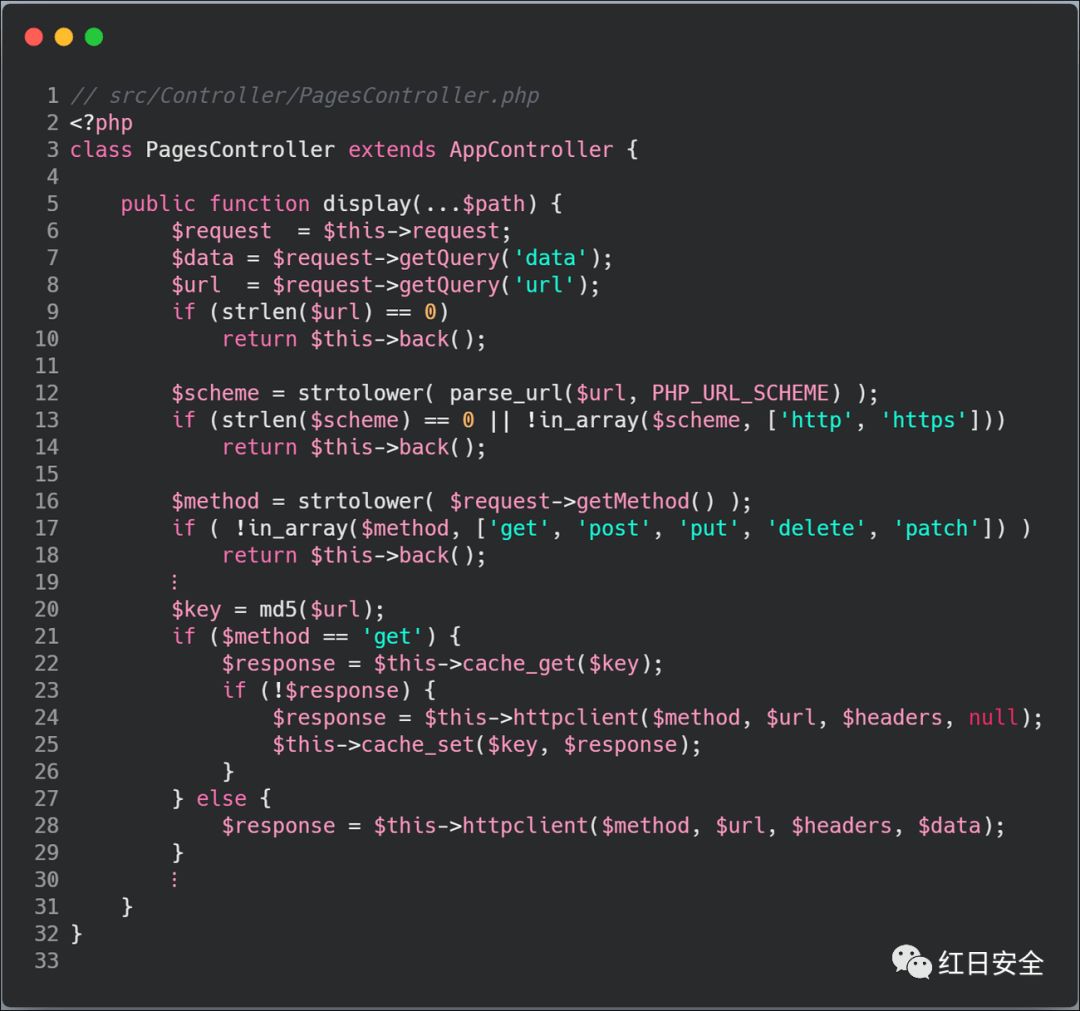 1 // src/Controller/PagesController.php
2 <?php
3 class PagesController extends AppController {
4
5     public function display(...$path) {
6         $request  = $this->request;
7         $data = $request->getQuery('data');
8         $url  = $request->getQuery('url');
9         if (strlen($url) == 0)
10             return $this->back();
11
12         $scheme = strtolower( parse_url($url, PHP_URL_SCHEME) );
13         if (strlen($scheme) == 0 || !in_array($scheme, ['http', 'https']))
14             return $this->back();
15
16         $method = strtolower( $request->getMethod() );
17         if ( !in_array($method, ['get', 'post', 'put', 'delete', 'patch']) )
18             return $this->back();
19         ⋮
20         $key = md5($url);
21         if ($method == 'get') {
22             $response = $this->cache_get($key);
23             if (!$response) {
24                 $response = $this->httpclient($method, $url, $headers, null);
25                 $this->cache_set($key, $response);
26             }
27         } else {
28             $response = $this->httpclient($method, $url, $headers, $data);
29         }
30         ⋮
31     }
32 }
33
红日安全